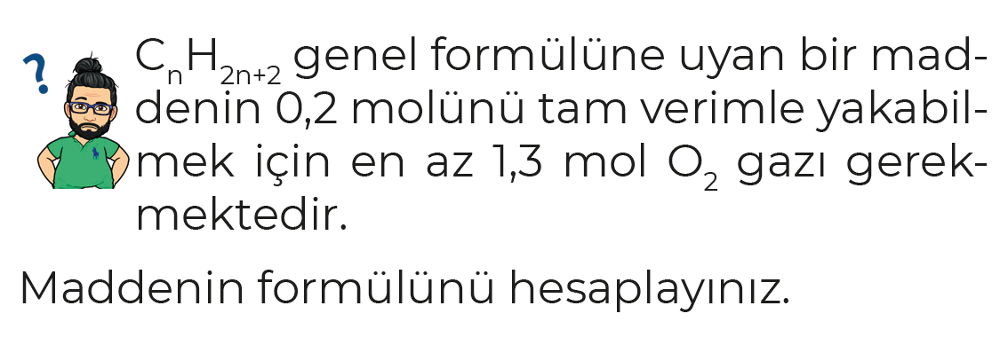 ?
CₙH₂ₙ₊₂ genel formülüne uyan bir mad-
denin 0,2 molünü tam verimle yakabil-
mek için en az 1,3 mol O₂ gazı gerek-
mektedir.
Maddenin formülünü hesaplayınız.